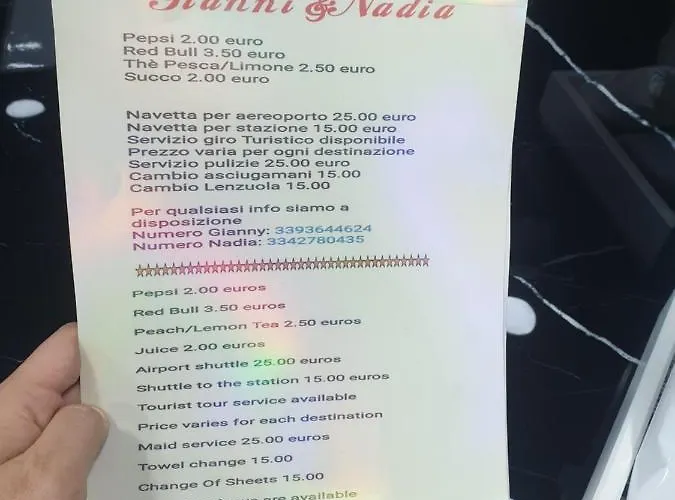 Gianni & Nadia
Pepsi 2.00 euro
Red Bull 3.50 euro
Thè Pesca/Limone 2.50 euro
Succo 2.00 euro
Navetta per aereoporto 25.00 euro
Navetta per stazione 15.00 euro
Servizio giro Turistico disponibile
Prezzo varia per ogni destinazione
Servizio pulizie 25.00 euro
Cambio asciugamani 15.00
Cambio Lenzuola 15.00
Per qualsiasi info siamo a
disposizione
Numero Gianny: 3393644624
Numero Nadia: 3342780435
Pepsi 2.00 euros
Red Bull 3.50 euros
Peach/Lemon Tea 2.50 euros
Juice 2.00 euros
Airport shuttle 25.00 euros
Shuttle to the station 15.00 euros
Tourist tour service available
Price varies for each destination
Maid service 25.00 euros
Towel change 15.00
Change Of Sheets 15.00
are available